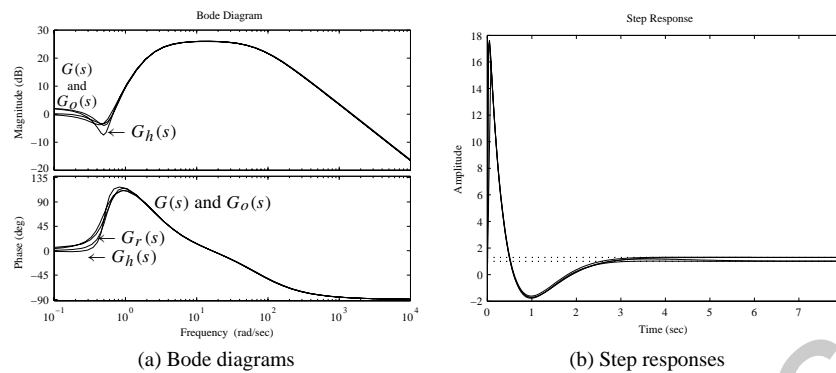 Bode Diagram
30
20
10
0
−10
−20
Magnitude (dB)
G(s)
and
G_o(s)
← G_h(s)
135
90
45
0
−45
−90
Phase (deg)
G(s) and G_o(s)
← G_r(s)
← G_h(s)
10^−1
10^0
10^1
10^2
10^3
10^4
Frequency (rad/sec)
(a) Bode diagrams
Step Response
18
16
14
12
10
8
6
4
2
0
−2
Amplitude
0 1 2 3 4 5 6 7
Time (sec)
(b) Step responses